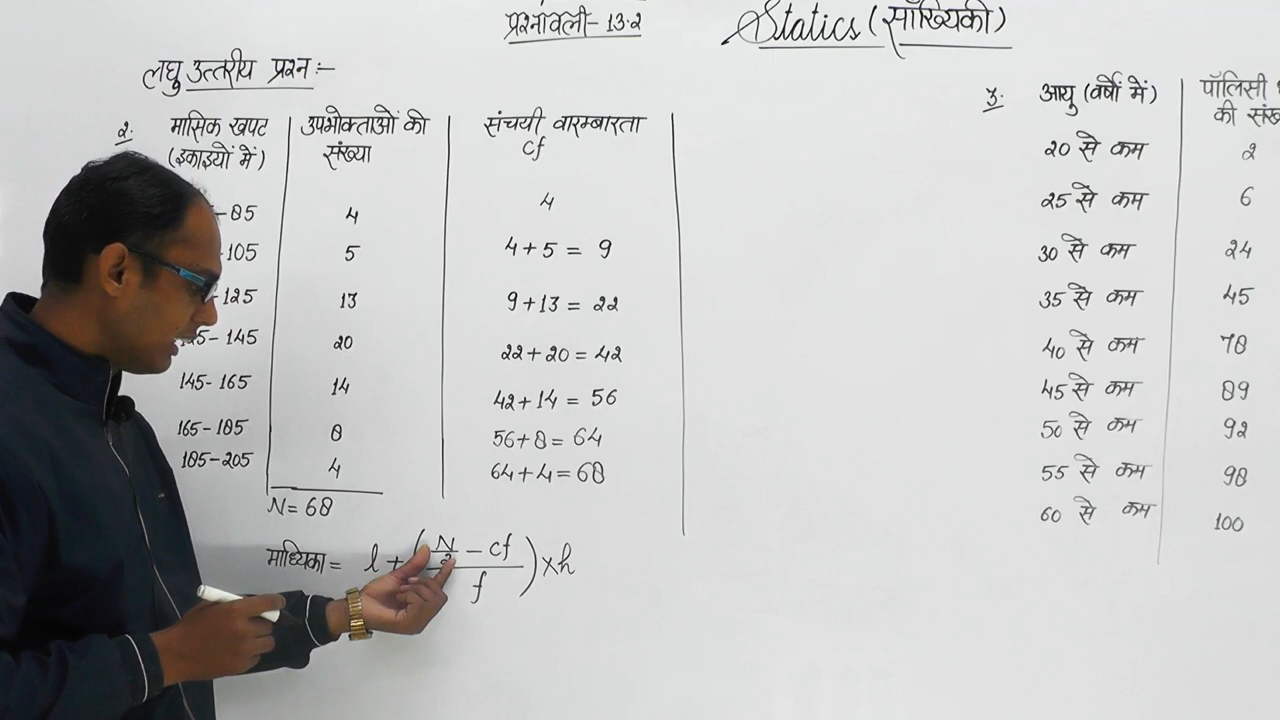 प्रश्नावली- 13.2
Statics (साँख्यिकी)
लघु उत्तरीय प्रश्न :-
2. मासिक खपट (इकाइयों में) उपभोक्ताओं की संख्या संचयी वारम्बारता cf
-85 4 4
-105 5 4+5 = 9
-125 13 9+13 = 22
125-145 20 22+20 = 42
145-165 14 42+14 = 56
165-185 8 56+8 = 64
185-205 4 64+4 = 68
N = 68
माध्यिका = l + (N/2 - cf / f) × h
3. आयु (वर्षों में) पॉलिसी की
20 से कम 2
25 से कम 6
30 से कम 24
35 से कम 45
40 से कम 78
45 से कम 89
50 से कम 92
55 से कम 98
60 से कम 100